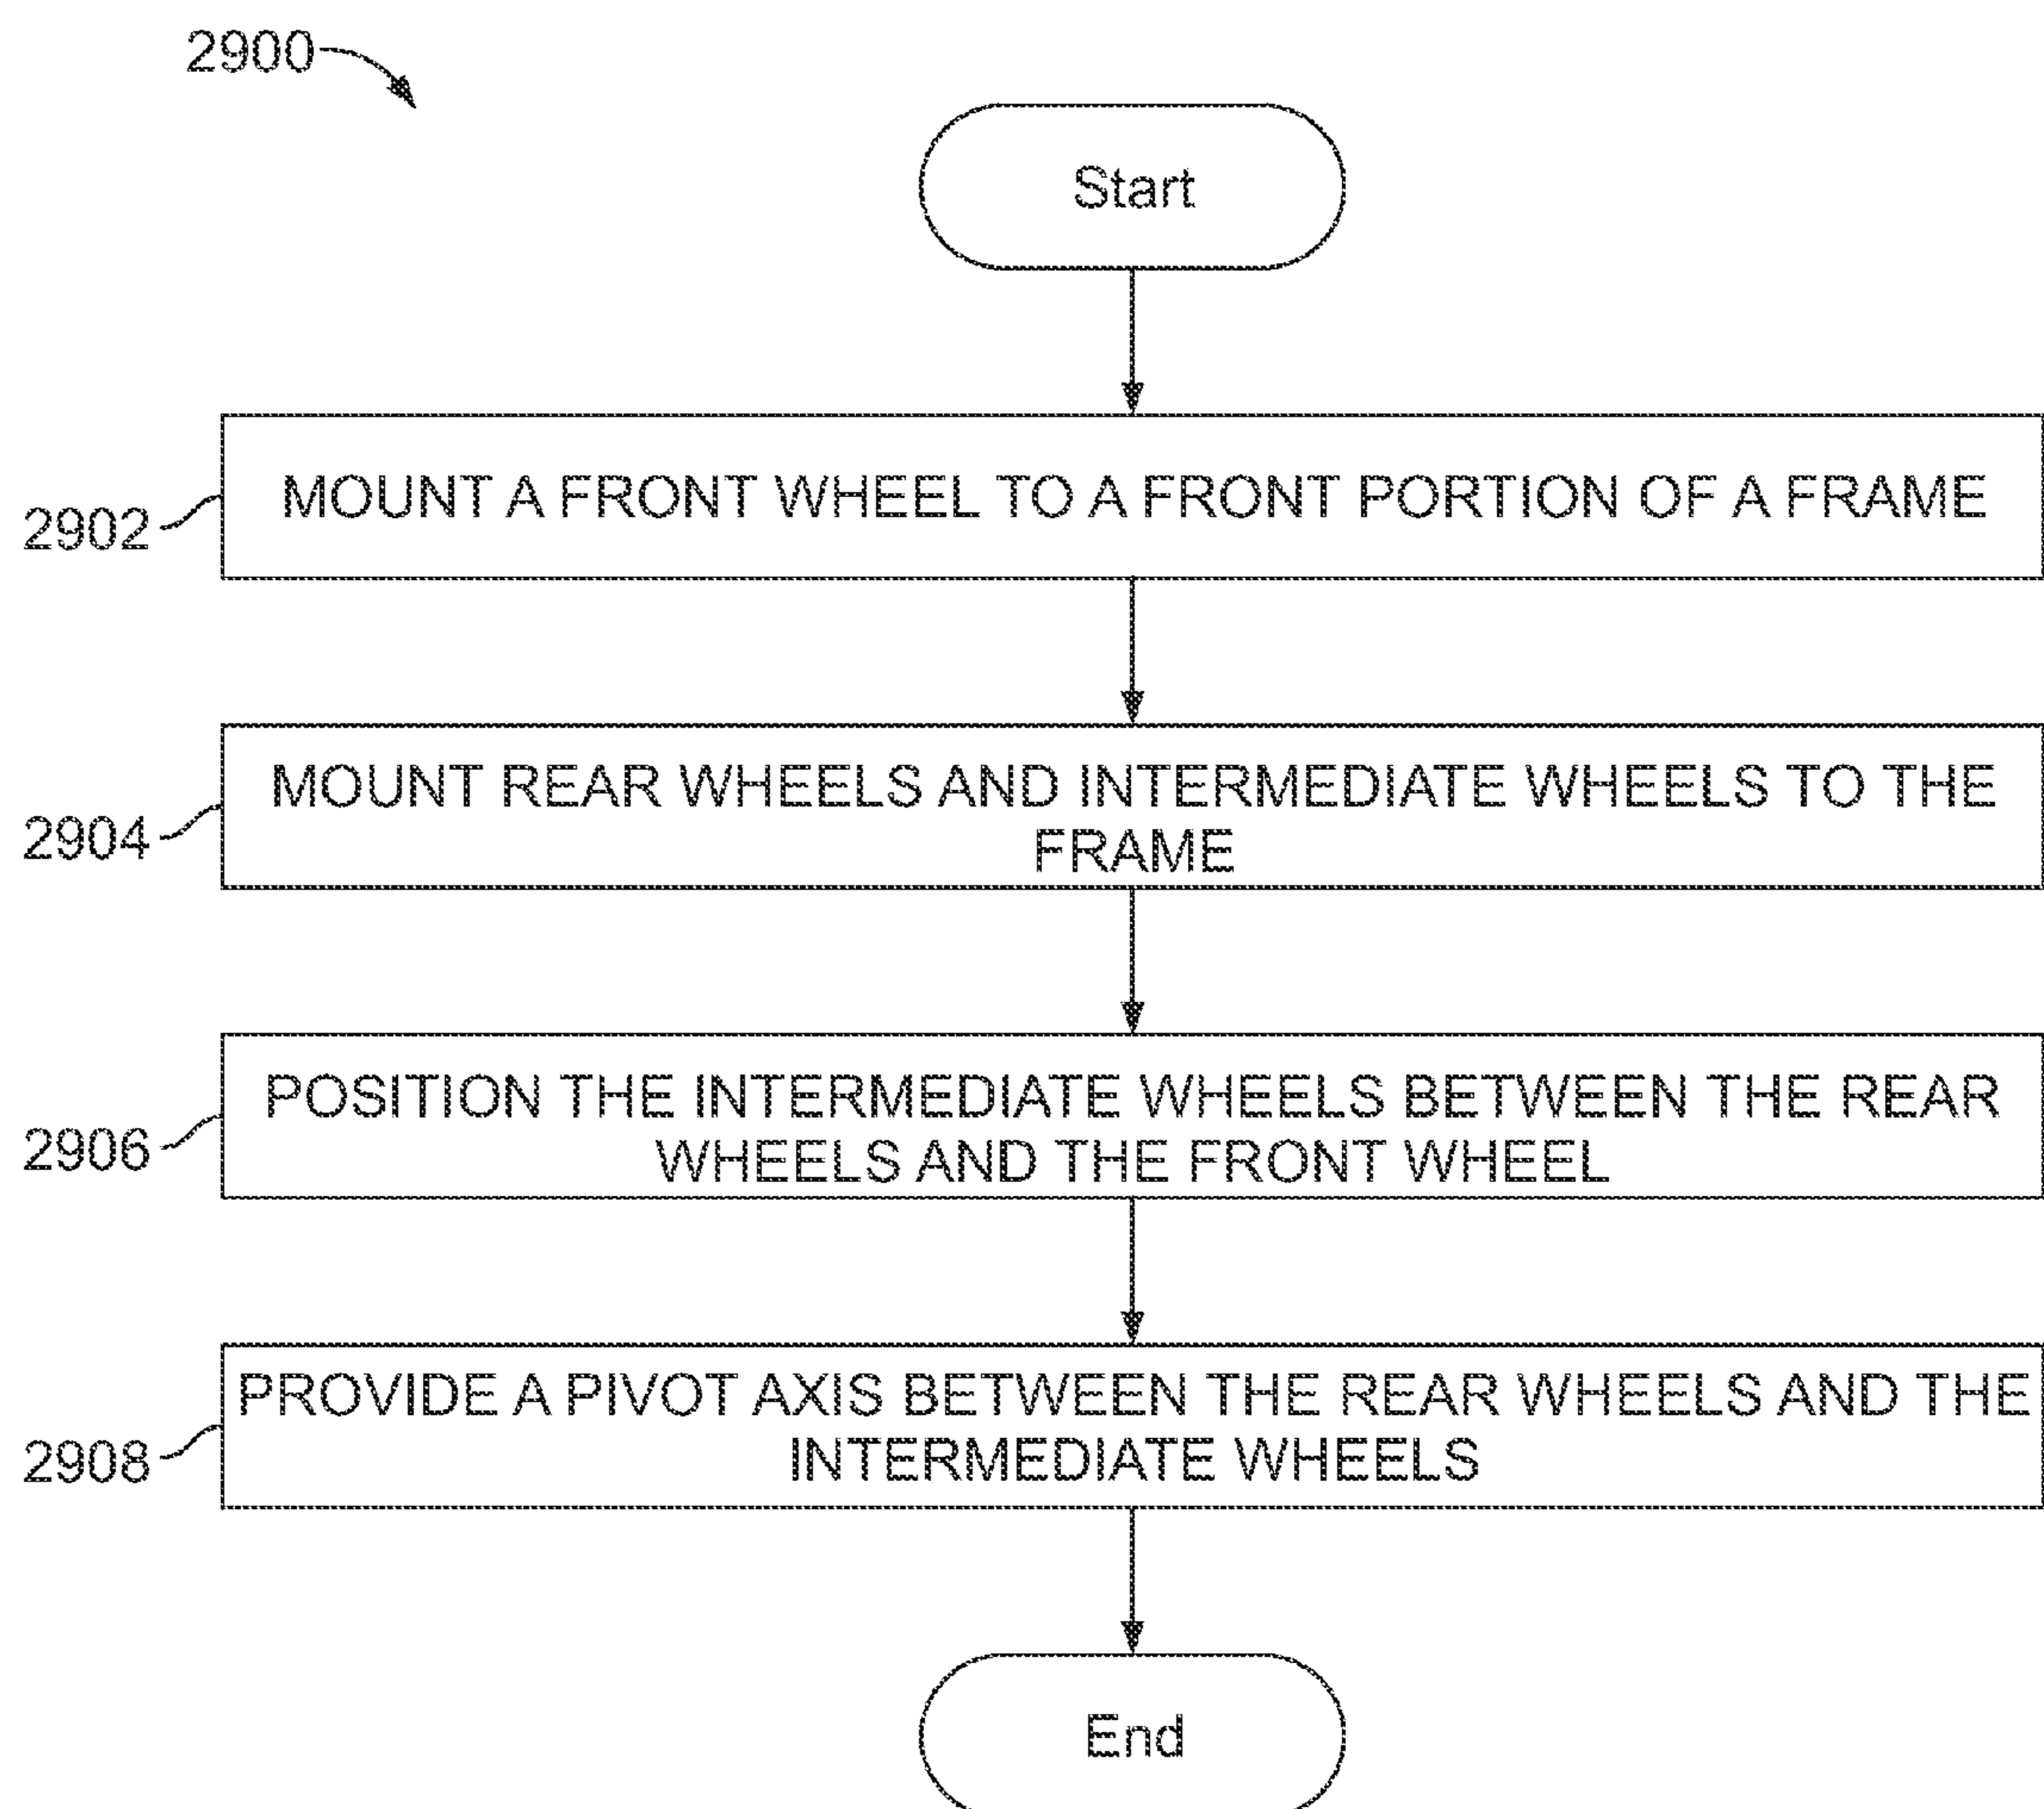 2900
Start
2902
MOUNT A FRONT WHEEL TO A FRONT PORTION OF A FRAME
2904
MOUNT REAR WHEELS AND INTERMEDIATE WHEELS TO THE
FRAME
2906
POSITION THE INTERMEDIATE WHEELS BETWEEN THE REAR
WHEELS AND THE FRONT WHEEL
2908
PROVIDE A PIVOT AXIS BETWEEN THE REAR WHEELS AND THE
INTERMEDIATE WHEELS
End